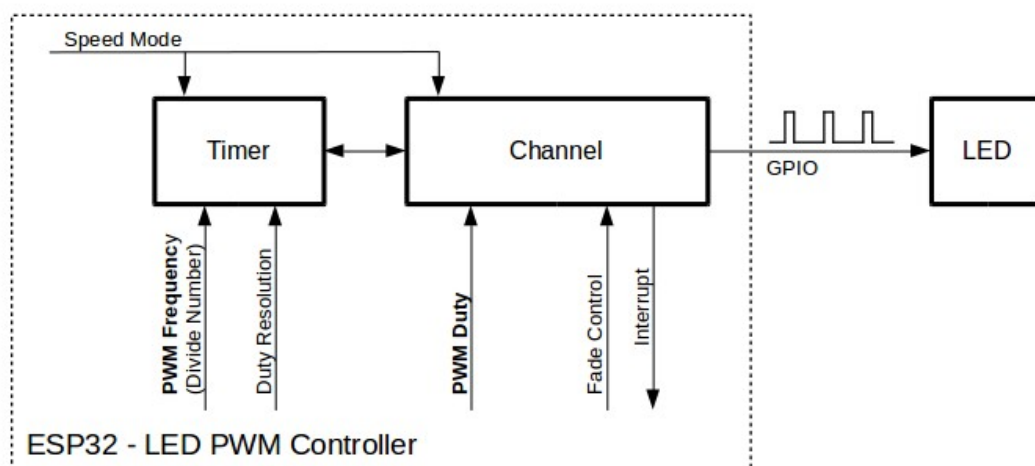 Speed Mode
Timer
Channel
LED
GPIO
PWM Frequency
(Divide Number)
Duty Resolution
PWM Duty
Fade Control
Interrupt
ESP32 - LED PWM Controller